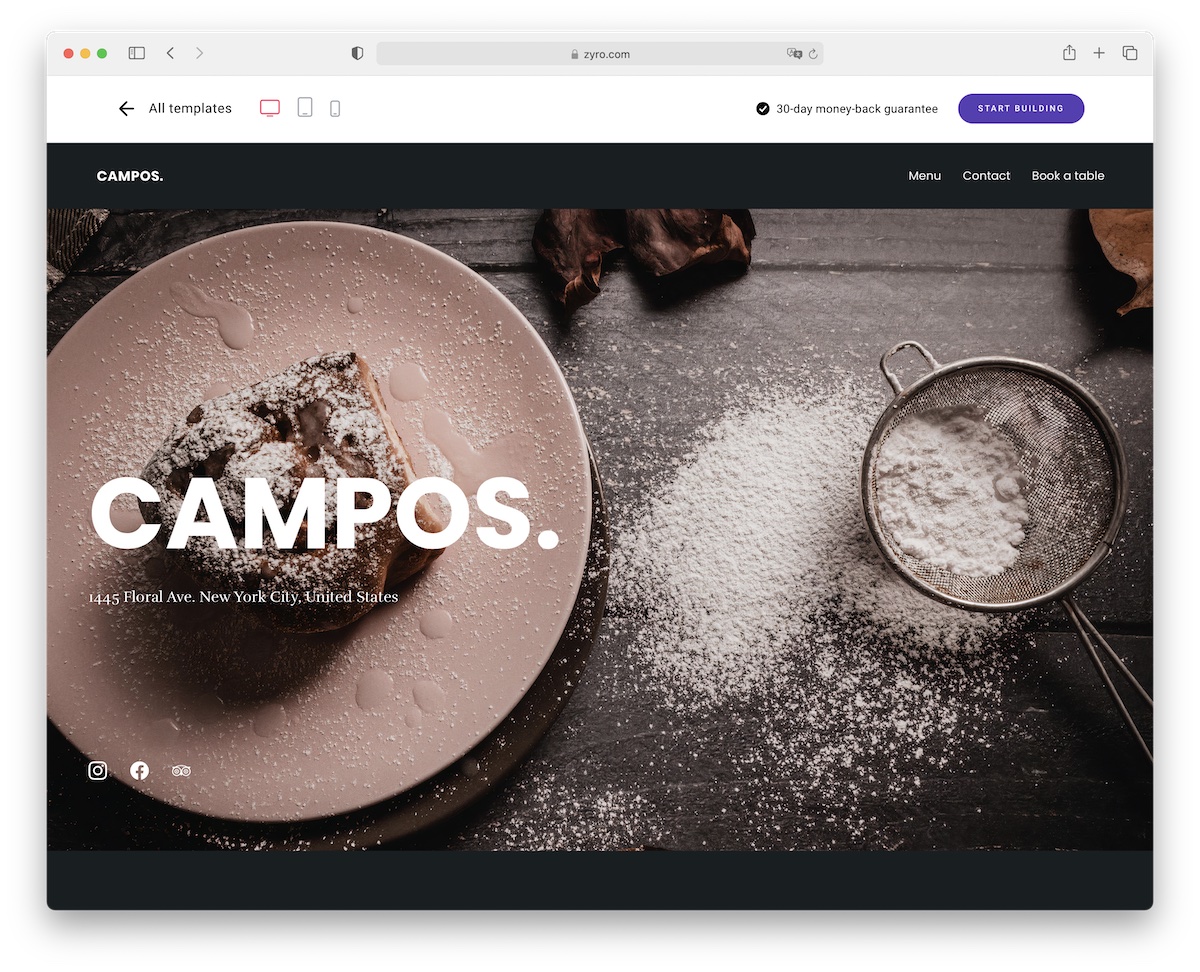 zyro.com
All templates
30-day money-back guarantee
START BUILDING
CAMPOS.
Menu
Contact
Book a table
CAMPOS.
1445 Floral Ave. New York City, United States